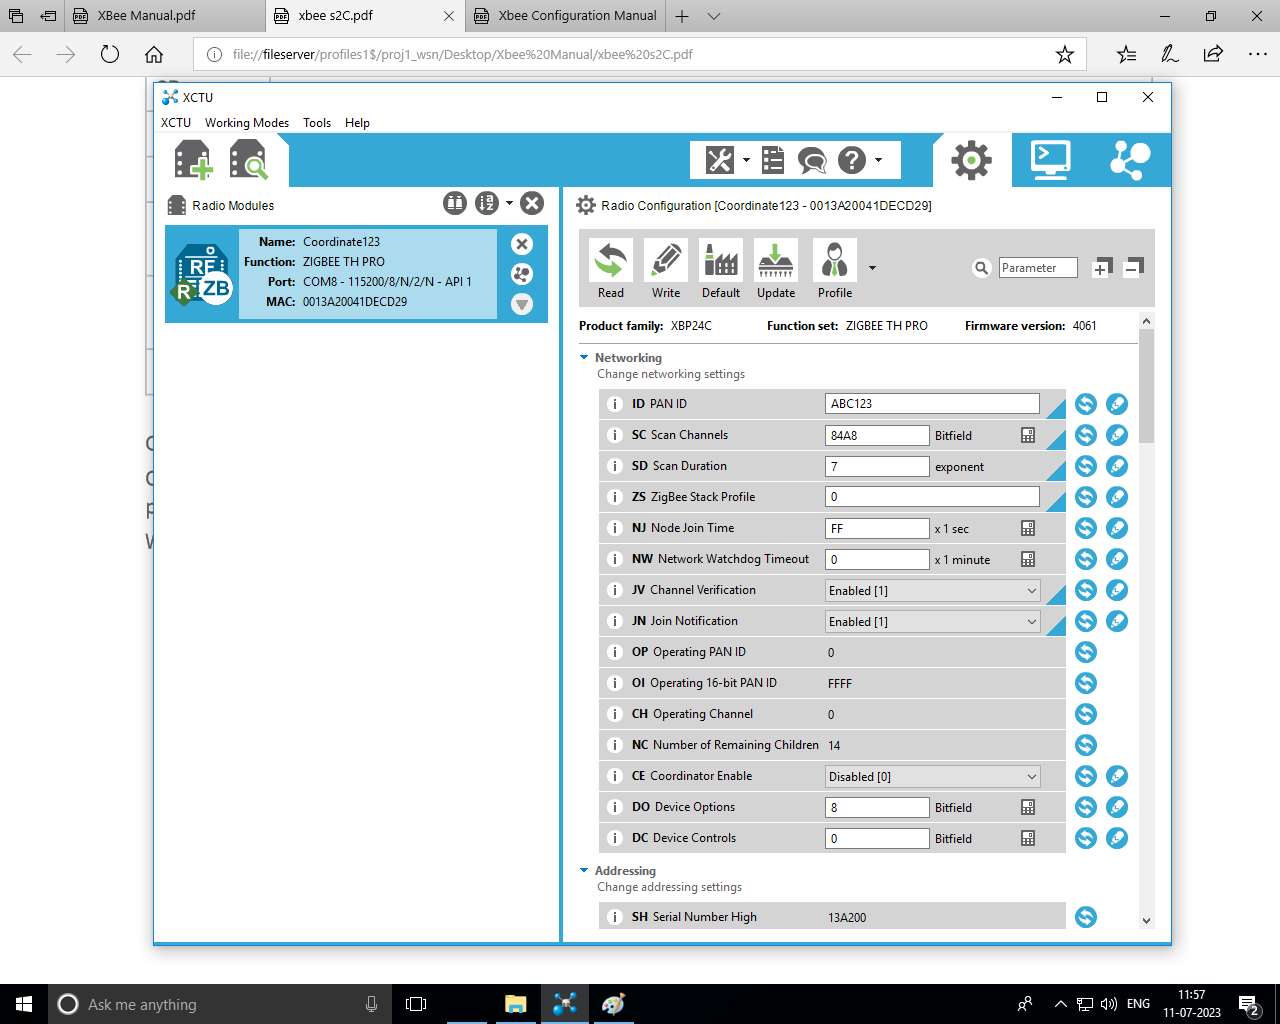 XBee Manual.pdf
xbee s2C.pdf
Xbee Configuration Manual
file://fileserver/profiles1$/proj1_wsn/Desktop/Xbee%20Manual/xbee%20s2C.pdf
XCTU
XCTU Working Modes Tools Help
Radio Modules
Name: Coordinate123
Function: ZIGBEE TH PRO
Port: COM8 - 115200/8/N/2/N - API 1
MAC: 0013A20041DECD29
Radio Configuration [Coordinate123 - 0013A20041DECD29]
Read Write Default Update Profile
Parameter
Product family: XBP24C Function set: ZIGBEE TH PRO Firmware version: 4061
Networking
Change networking settings
ID PAN ID ABC123
SC Scan Channels 84A8 Bitfield
SD Scan Duration 7 exponent
ZS ZigBee Stack Profile 0
NJ Node Join Time FF x 1 sec
NW Network Watchdog Timeout 0 x 1 minute
JV Channel Verification Enabled [1]
JN Join Notification Enabled [1]
OP Operating PAN ID 0
OI Operating 16-bit PAN ID FFFF
CH Operating Channel 0
NC Number of Remaining Children 14
CE Coordinator Enable Disabled [0]
DO Device Options 8 Bitfield
DC Device Controls 0 Bitfield
Addressing
Change addressing settings
SH Serial Number High 13A200
Ask me anything
ENG
11:57
11-07-2023
2